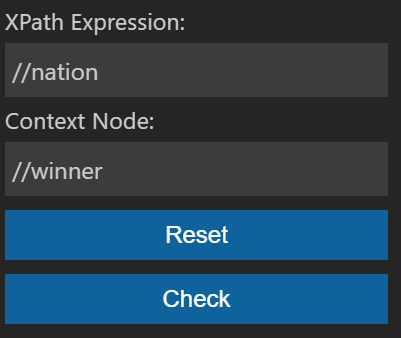 XPath Expression:
//nation
Context Node:
//winner
Reset
Check